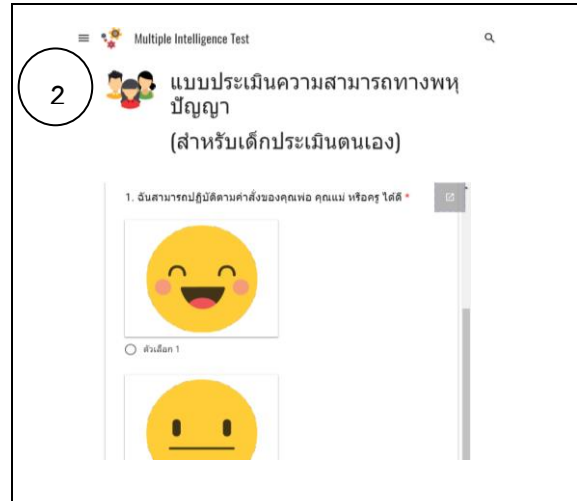 Multiple Intelligence Test
2
แบบประเมินความสามารถทางพหุ
ปัญญา
(สำหรับเด็กประเมินตนเอง)
1. ฉันสามารถปฏิบัติตามคำสั่งของคุณพ่อ คุณแม่ หรือครู ได้ดี *
ตัวเลือก 1